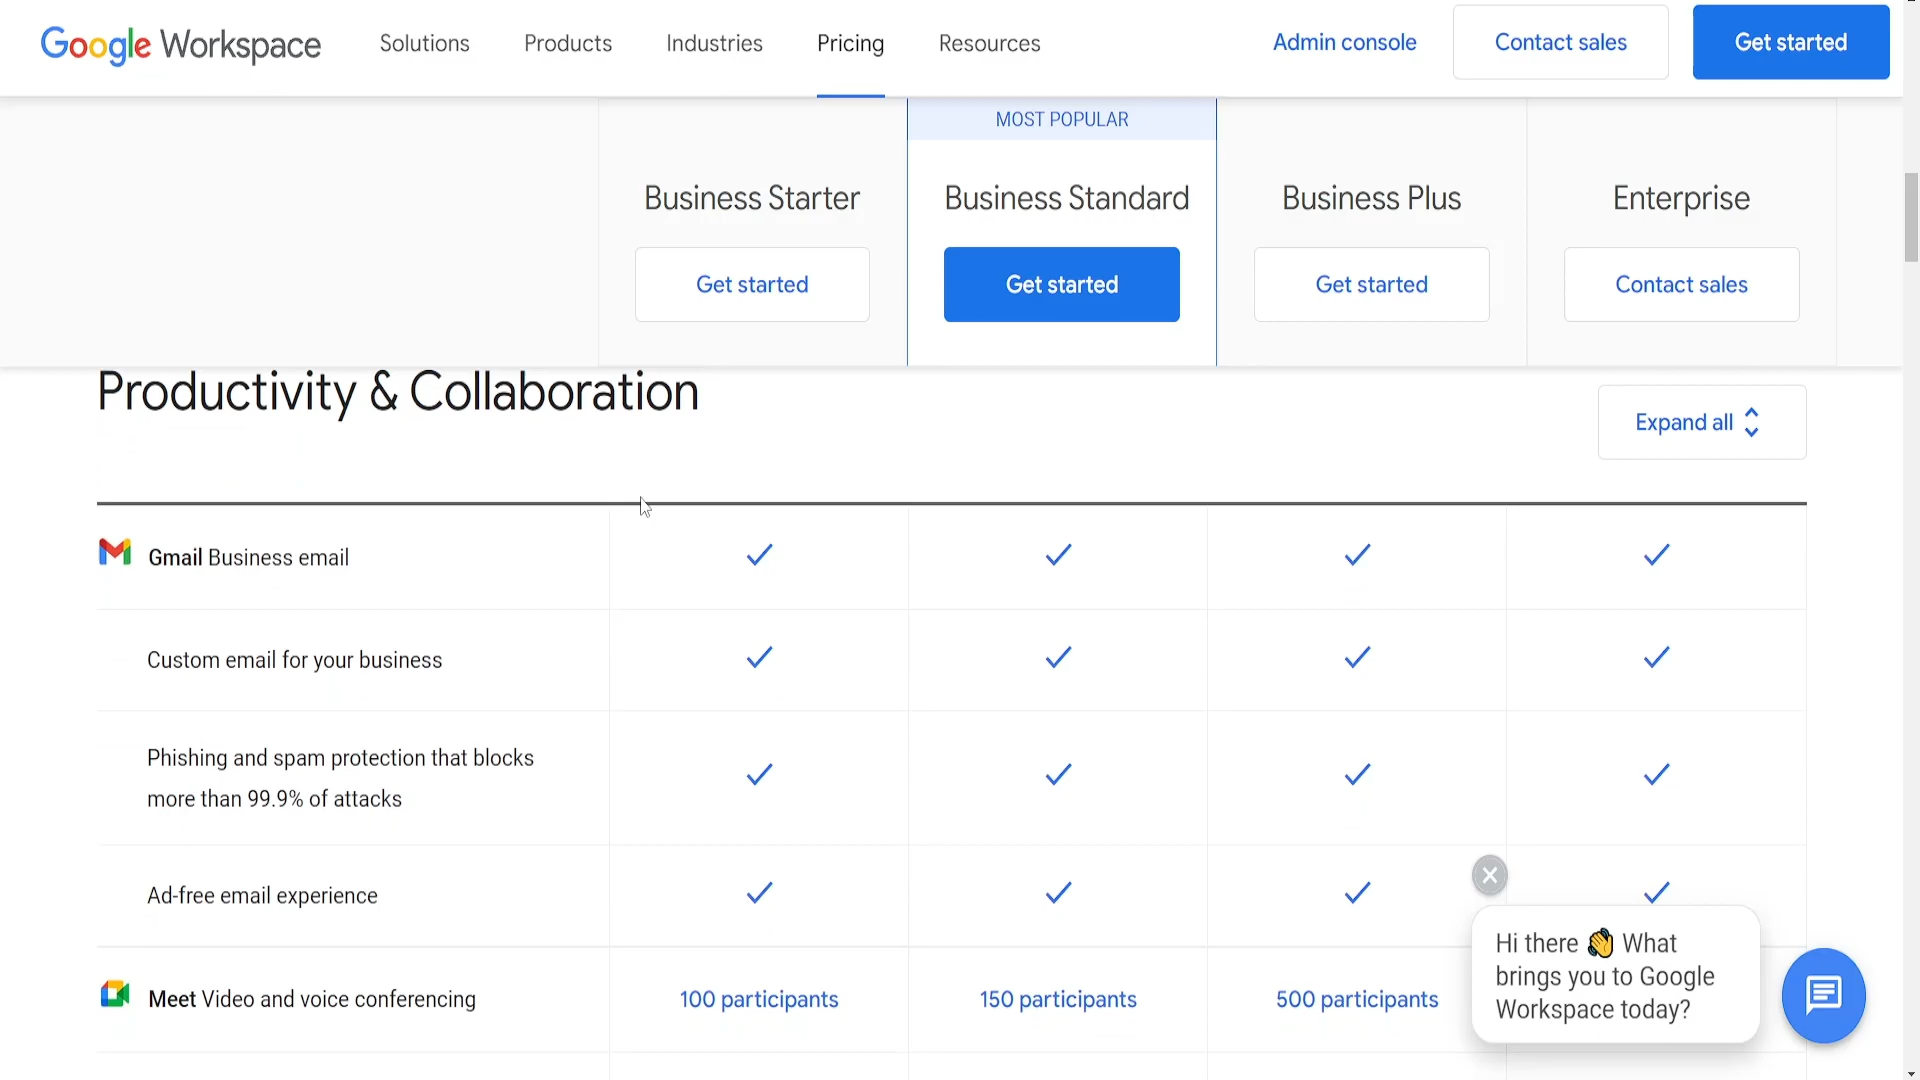 Google Workspace Solutions Products Industries Pricing Resources Admin console Contact sales Get started
MOST POPULAR
Business Starter Business Standard Business Plus Enterprise
Get started Get started Get started Contact sales
Productivity & Collaboration
Expand all
Gmail Business email
Custom email for your business
Phishing and spam protection that blocks
more than 99.9% of attacks
Ad-free email experience
Meet Video and voice conferencing 100 participants 150 participants 500 participants
Hi there 👋 What
brings you to Google
Workspace today?